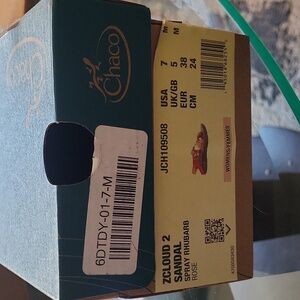 Chaco
6DTDY-01-7-M
ZCLOUD 2
SANDAL
SPRAY RHUBARB
ROSE
JCH109508
USA 7 M
UK/GB 5 M
EUR 38
CM 24
WOMENS/FEMMES